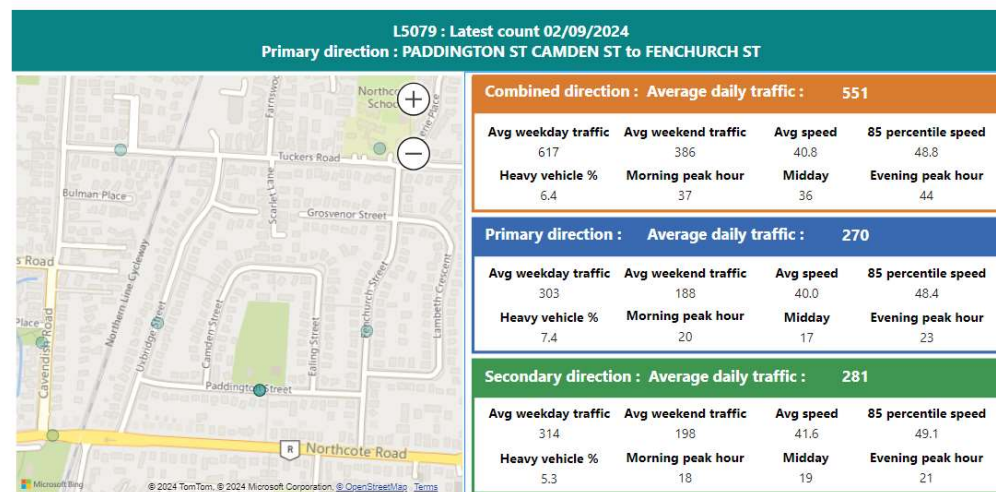 L5079 : Latest count 02/09/2024
Primary direction : PADDINGTON ST CAMDEN ST to FENCHURCH ST
Combined direction : Average daily traffic : 551
Avg weekday traffic Avg weekend traffic Avg speed 85 percentile speed
617 386 40.8 48.8
Heavy vehicle % Morning peak hour Midday Evening peak hour
6.4 37 36 44
Primary direction : Average daily traffic : 270
Avg weekday traffic Avg weekend traffic Avg speed 85 percentile speed
303 188 40.0 48.4
Heavy vehicle % Morning peak hour Midday Evening peak hour
7.4 20 17 23
Secondary direction : Average daily traffic : 281
Avg weekday traffic Avg weekend traffic Avg speed 85 percentile speed
314 198 41.6 49.1
Heavy vehicle % Morning peak hour Midday Evening peak hour
5.3 18 19 21
Tuckers Road
Scarlet Lane
Bulman Place
Grosvenor Street
Northern Line Cycleway
Uxbridge Street
Camden Street
Ealing Street
Fenchurch Street
Lambeth Crescent
s Road
Place
Cavendish Road
Paddington Street
R
Northcote Road
Microsoft Bing
© 2024 TomTom, © 2024 Microsoft Corporation, © OpenStreetMap Terms